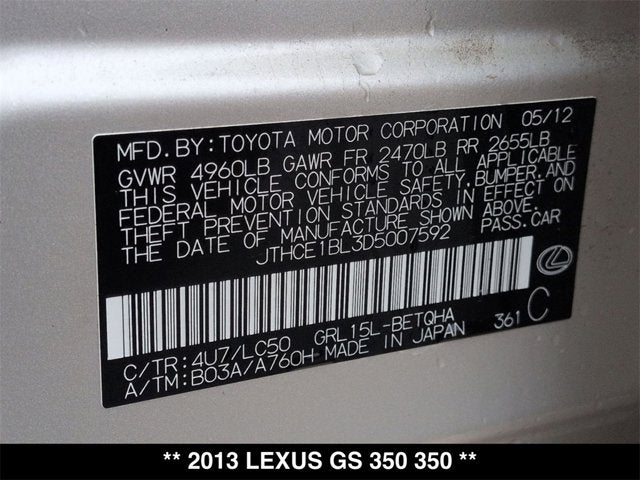 MFD. BY: TOYOTA MOTOR CORPORATION 05/12
GVWR 4960LB GAWR FR 2470LB RR 2655LB
THIS VEHICLE CONFORMS TO ALL APPLICABLE
FEDERAL MOTOR VEHICLE SAFETY, BUMPER, AND
THEFT PREVENTION STANDARDS IN EFFECT ON
THE DATE OF MANUFACTURE SHOWN ABOVE.
JTHCE1BL3D5007592 PASS. CAR
C/TR: 4U7/LC50 GRL15L-BETQHA
A/TM: B03A/A760H MADE IN JAPAN 361 C
** 2013 LEXUS GS 350 350 **